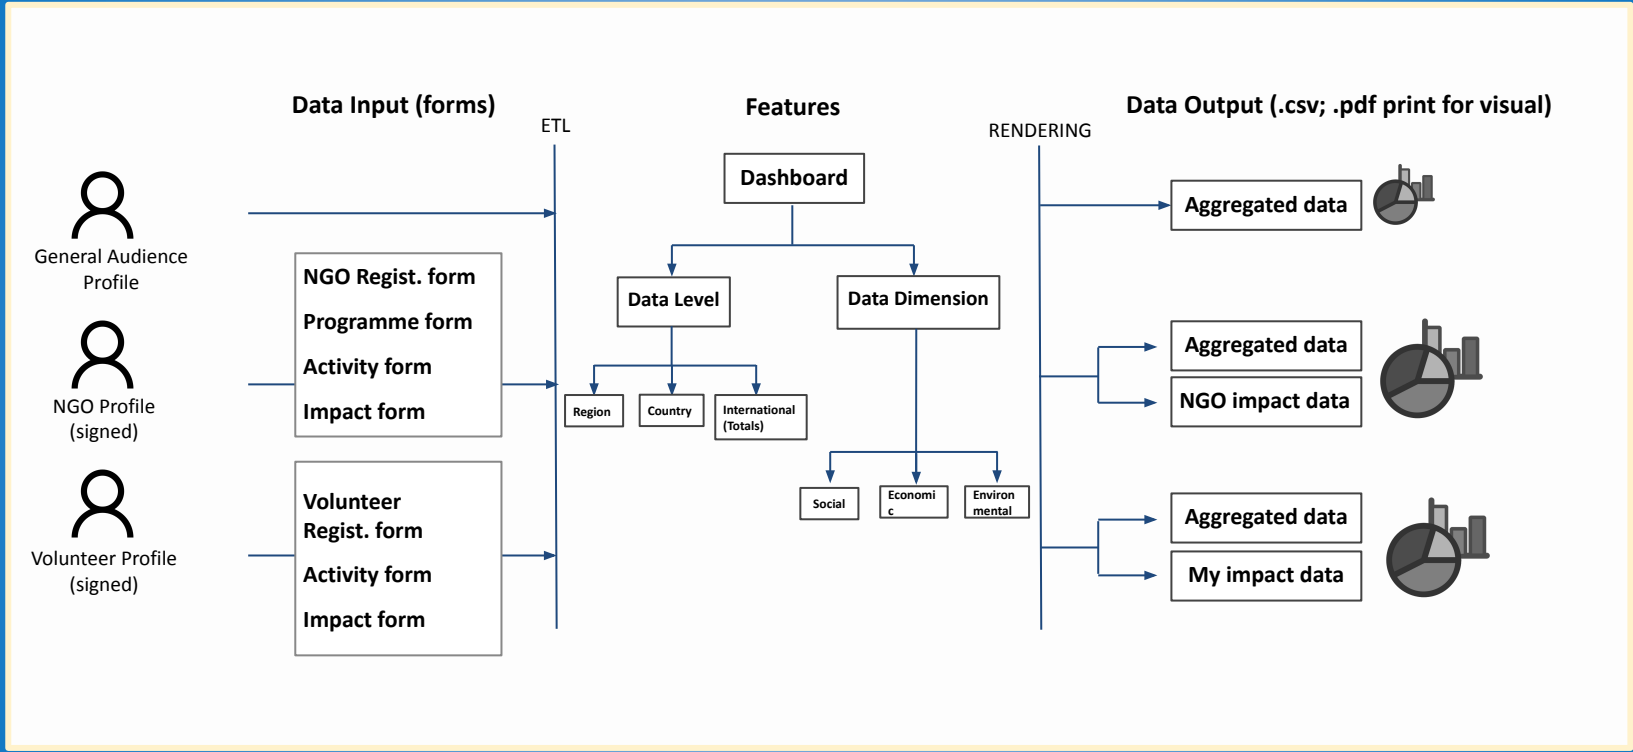 Data Input (forms)
Features
Data Output (.csv; .pdf print for visual)
ETL
RENDERING
General Audience
Profile
NGO Profile
(signed)
Volunteer Profile
(signed)
NGO Regist. form
Programme form
Activity form
Impact form
Volunteer
Regist. form
Activity form
Impact form
Dashboard
Data Level
Data Dimension
Region
Country
International
(Totals)
Social
Economi
c
Environ
mental
Aggregated data
Aggregated data
NGO impact data
Aggregated data
My impact data